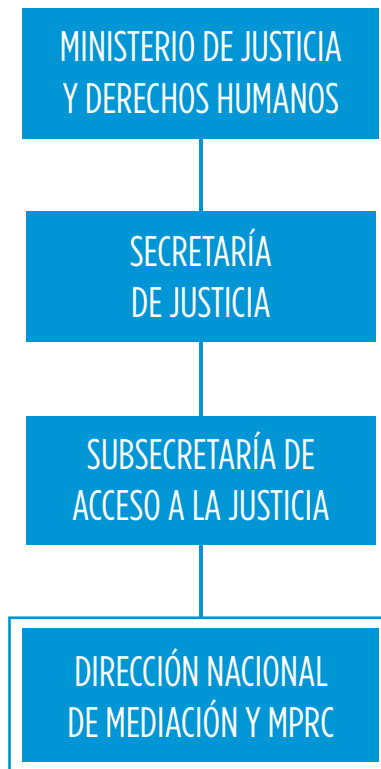 MINISTERIO DE JUSTICIA
Y DERECHOS HUMANOS
SECRETARÍA
DE JUSTICIA
SUBSECRETARÍA DE
ACCESO A LA JUSTICIA
DIRECCIÓN NACIONAL
DE MEDIACIÓN Y MPRC